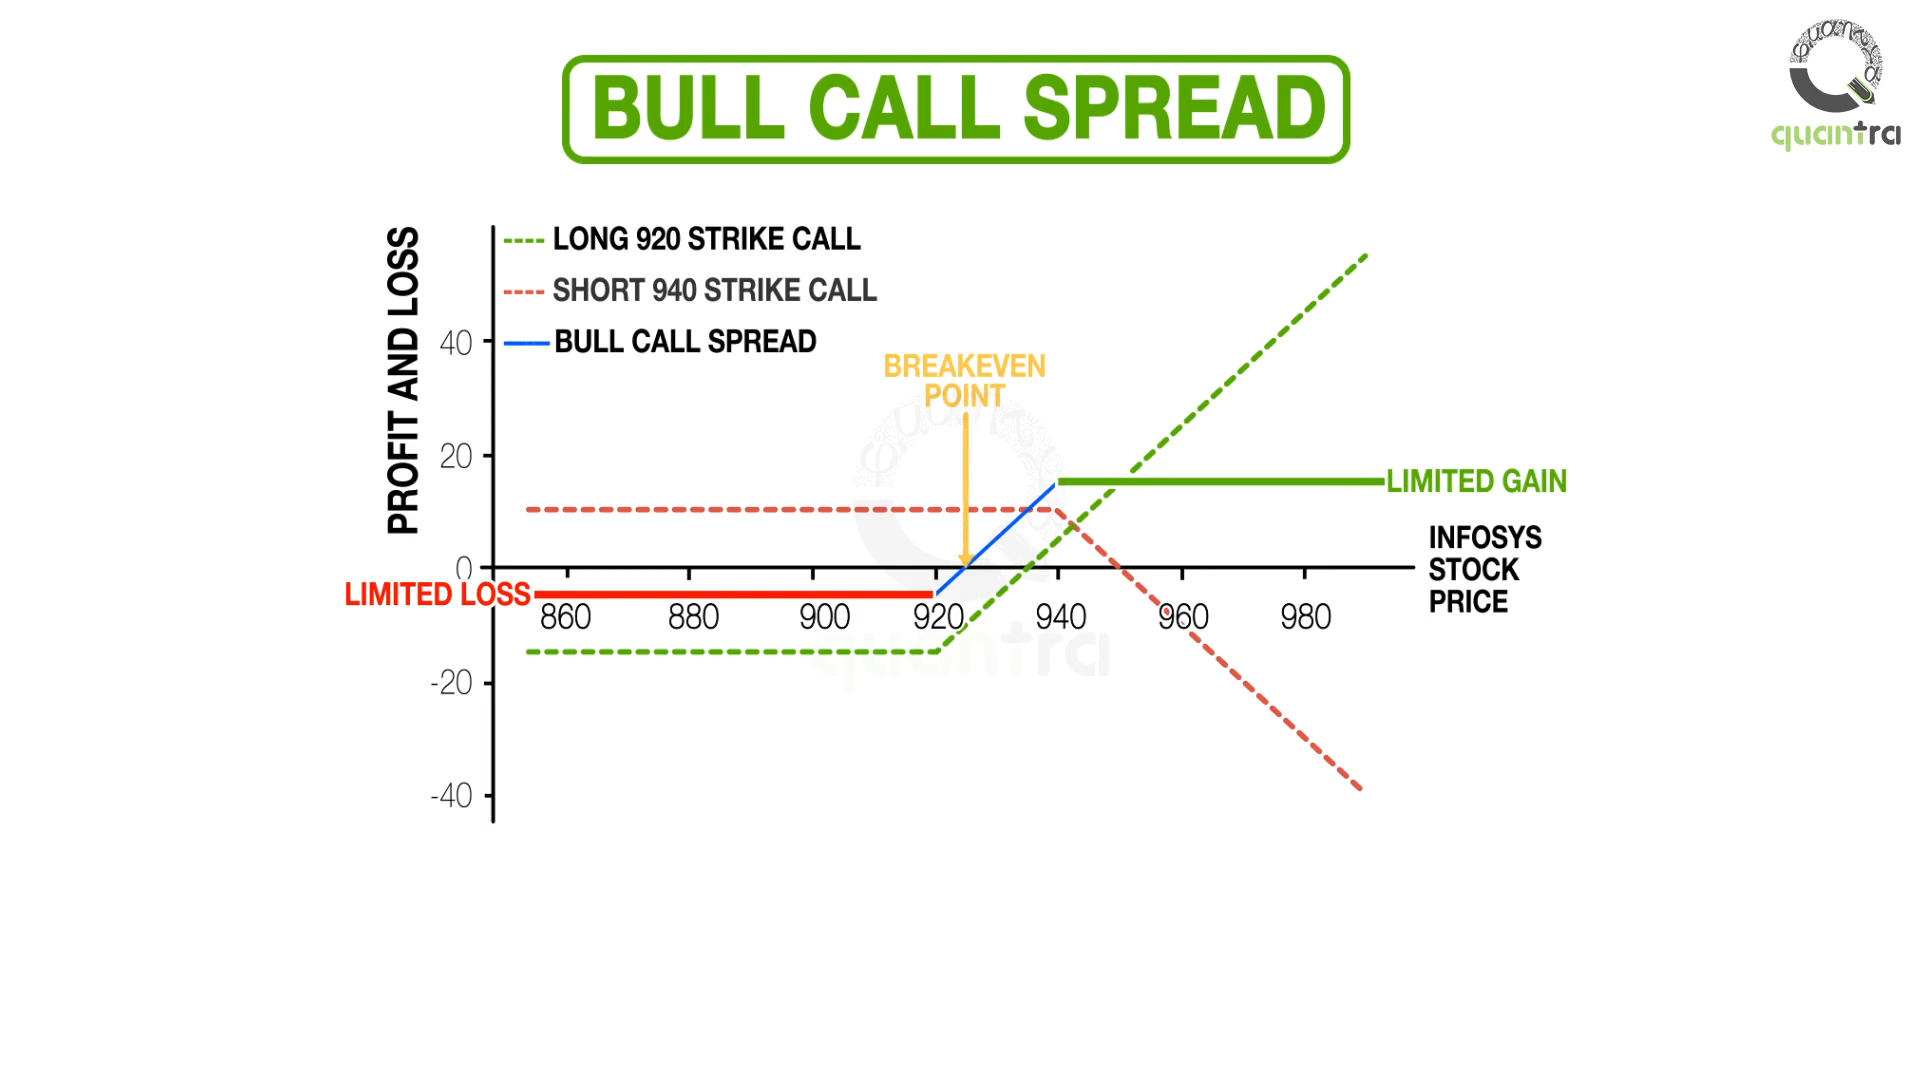 BULL CALL SPREAD
quantra
PROFIT AND LOSS
LONG 920 STRIKE CALL
SHORT 940 STRIKE CALL
BULL CALL SPREAD
40
20
0
-20
-40
BREAKEVEN
POINT
LIMITED GAIN
INFOSYS
STOCK
PRICE
LIMITED LOSS
860 880 900 920 940 960 980
quantra